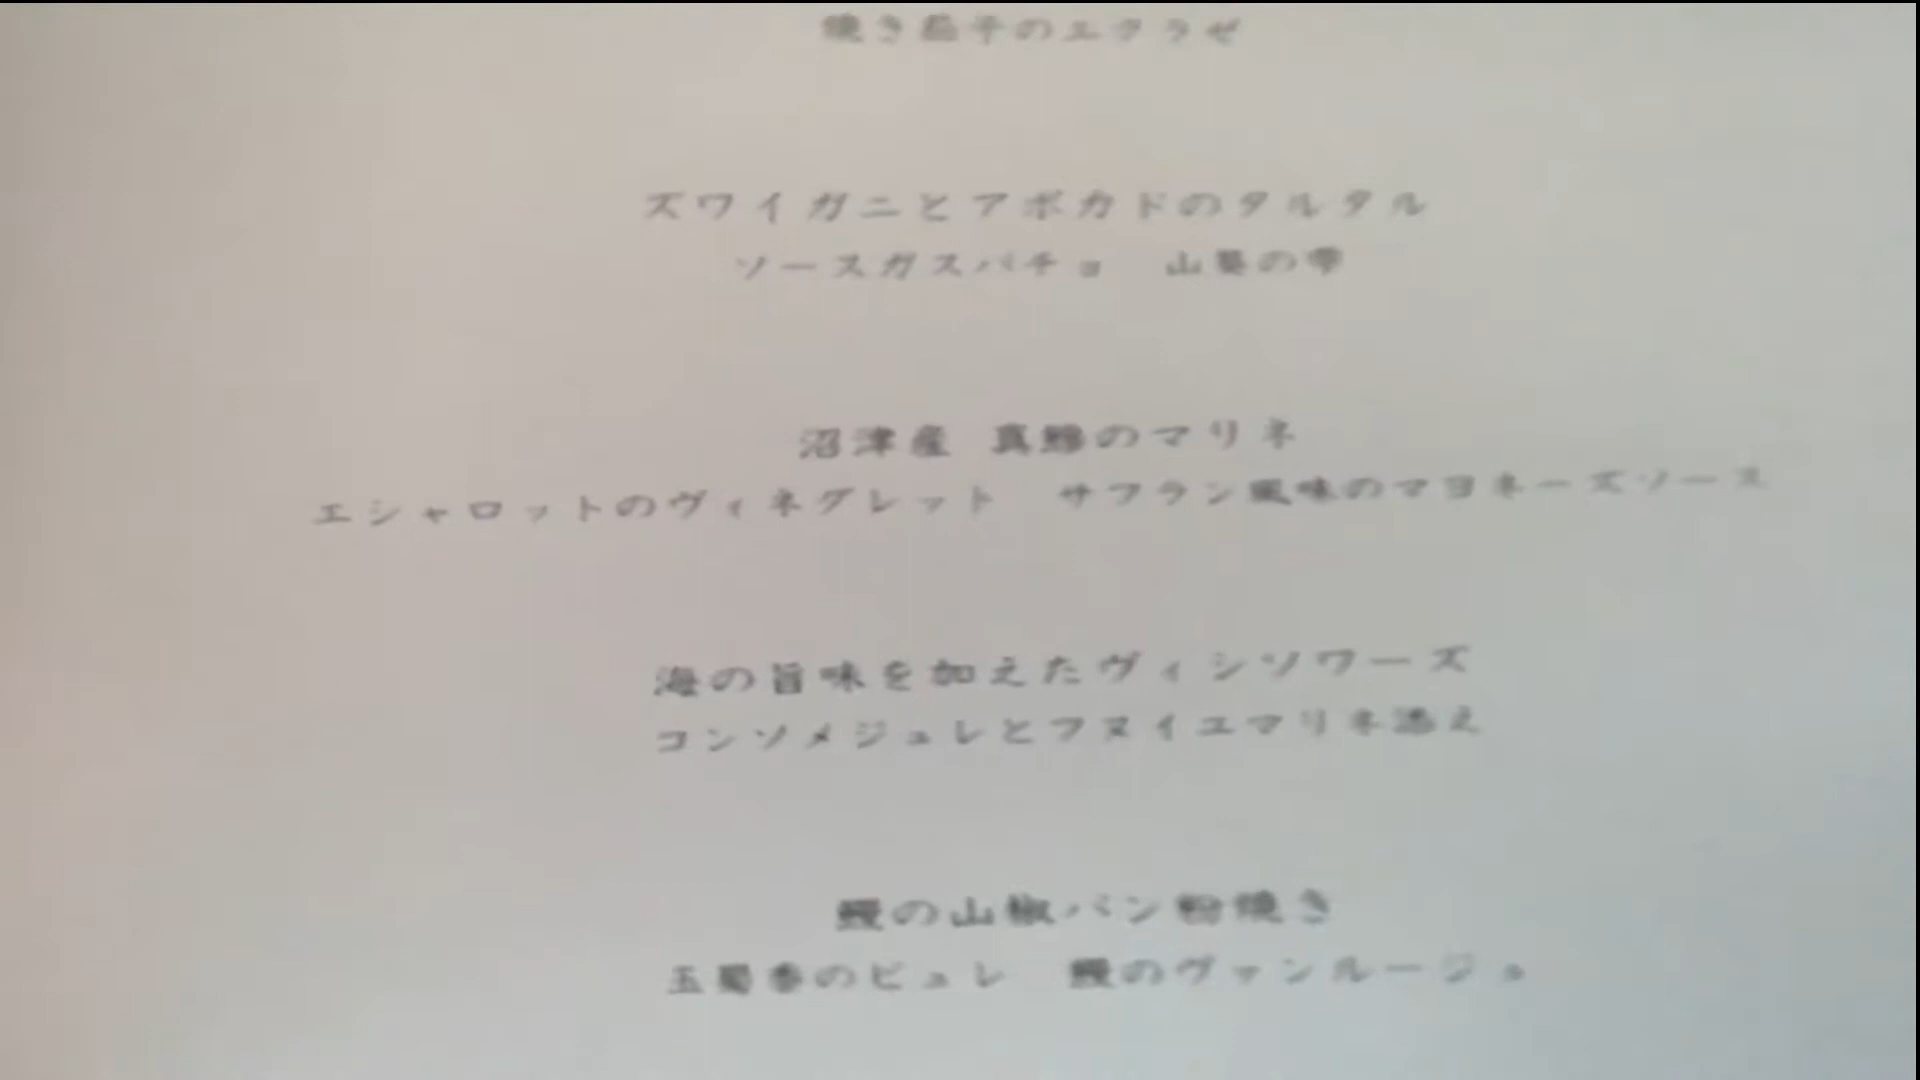 焼き茄子のエクラゼ
ズワイガニとアボカドのタルタル
ソースガスパチョ　山葵の雫
沼津産 真鯵のマリネ
エシャロットのヴィネグレット　サフラン風味のマヨネーズソース
海の旨味を加えたヴィシソワーズ
コンソメジュレとフヌイユマリネ添え
鰻の山椒パン粉焼き
玉蜀黍のピュレ　鰻のヴァンルージュ